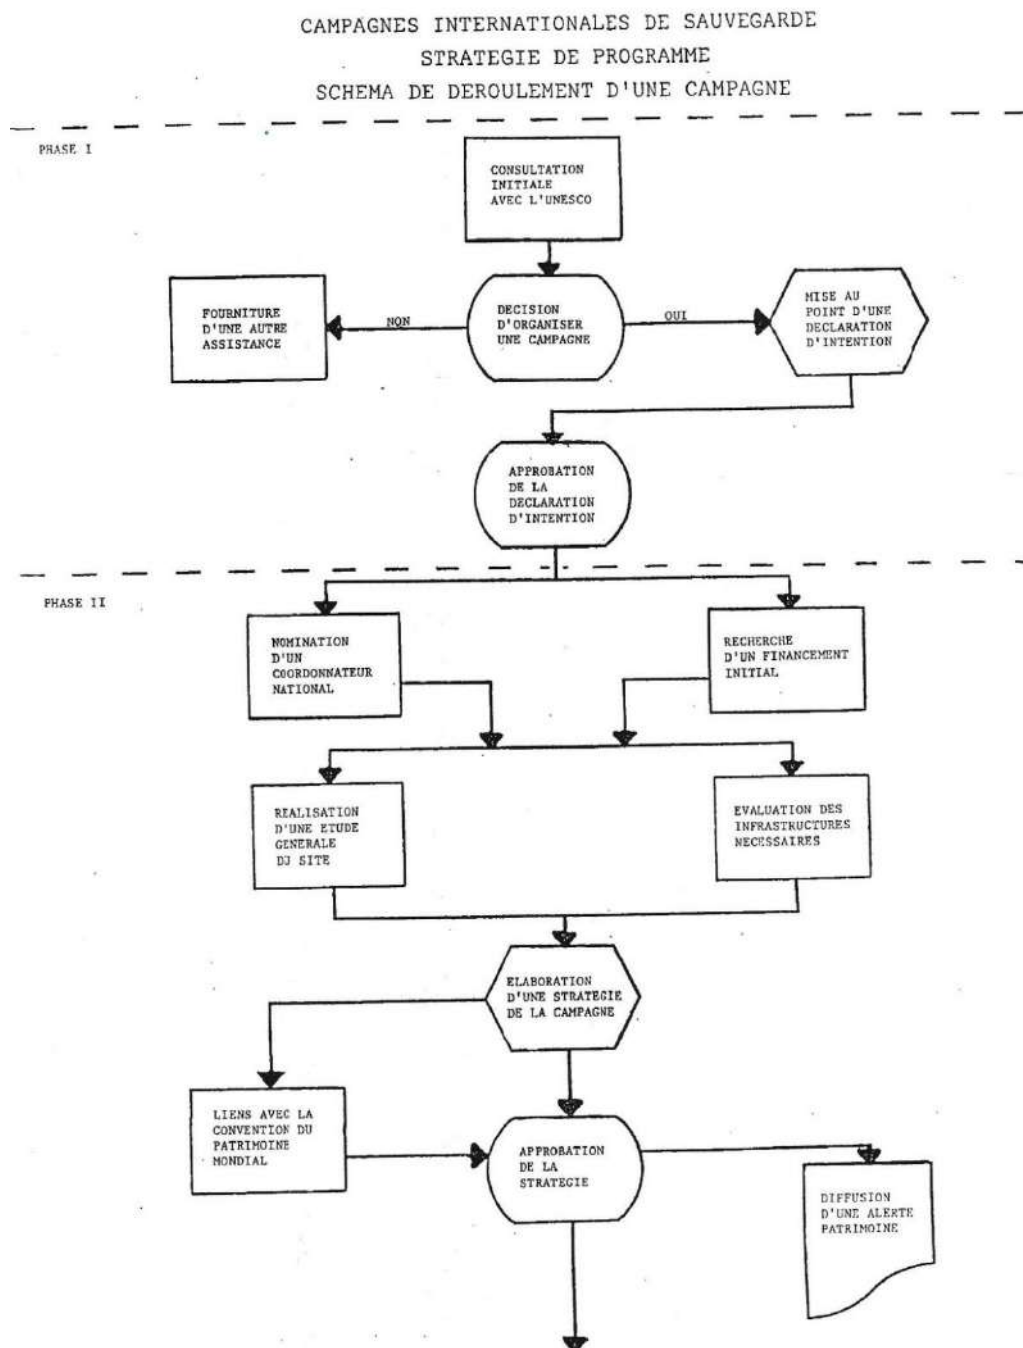 CAMPAGNES INTERNATIONALES DE SAUVEGARDE
STRATEGIE DE PROGRAMME
SCHEMA DE DEROULEMENT D'UNE CAMPAGNE
PHASE I
CONSULTATION
INITIALE
AVEC L'UNESCO
FOURNITURE
D'UNE AUTRE
ASSISTANCE
NON
DECISION
D'ORGANISER
UNE CAMPAGNE
OUI
MISE AU
POINT D'UNE
DECLARATION
D'INTENTION
APPROBATION
DE LA
DECLARATION
D'INTENTION
PHASE II
NOMINATION
D'UN
COORDONNATEUR
NATIONAL
RECHERCHE
D'UN FINANCEMENT
INITIAL
REALISATION
D'UNE ETUDE
GENERALE
DU SITE
EVALUATION DES
INFRASTRUCTURES
NECESSAIRES
ELABORATION
D'UNE STRATEGIE
DE LA CAMPAGNE
LIENS AVEC LA
CONVENTION DU
PATRIMOINE
MONDIAL
APPROBATION
DE LA
STRATEGIE
DIFFUSION
D'UNE ALERTE
PATRIMOINE